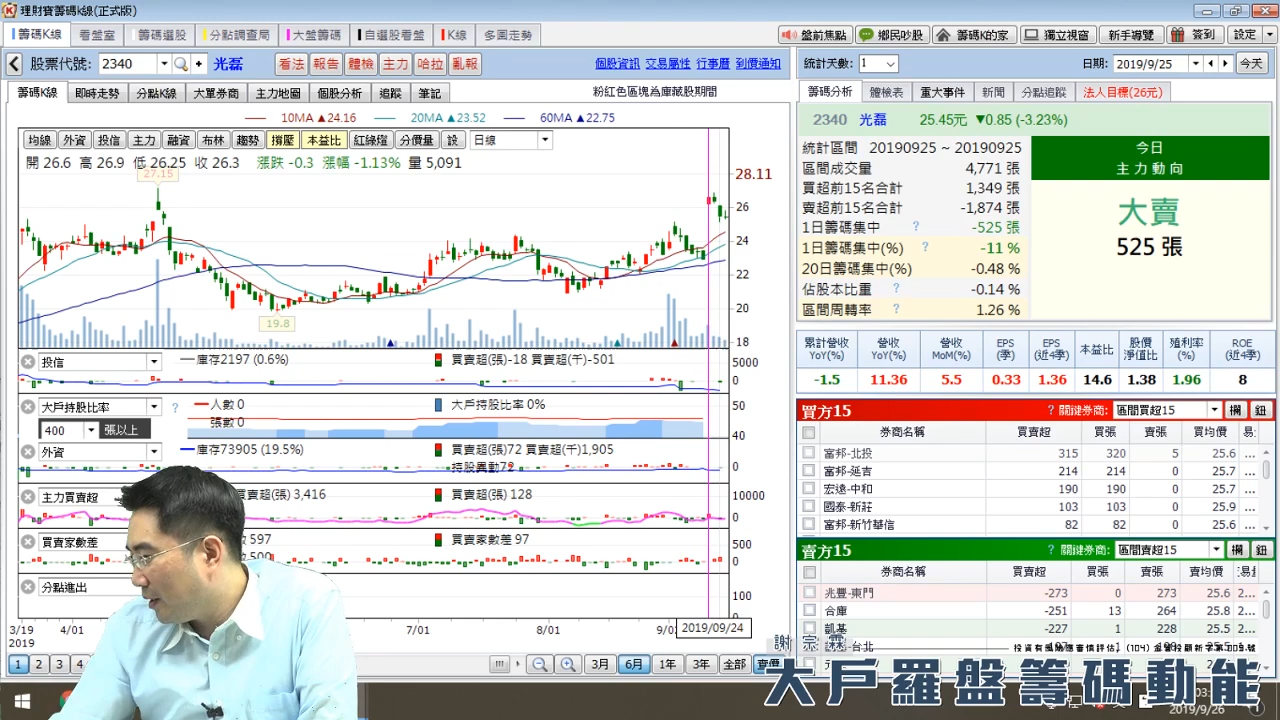 理財寶籌碼k線(正式版)
籌碼K線 看盤室 籌碼選股 分點調查局 大盤籌碼 自選股看盤 K線 多圖走勢 盤前焦點 鄉民吵股 籌碼K的家 獨立視窗 新手導覽 簽到 設定
股票代號: 2340 光磊 看法 報告 體檢 主力 哈拉 亂報 個股資訊 交易屬性 行事曆 到價通知 統計天數: 1 日期: 2019/9/25 今天
籌碼K線 即時走勢 分點K線 大單券商 主力地圖 個股分析 追蹤 筆記 粉紅色區塊為庫藏股期間
籌碼分析 體檢表 重大事件 新聞 分點追蹤 法人目標(26元)
10MA▲24.16 20MA▲23.52 60MA▲22.75
2340 光磊 25.45元 ▼0.85 (-3.23%)
均線 外資 投信 主力 融資 布林 趨勢 撐壓 本益比 紅綠燈 分價量 設 日線
開 26.6 高 26.9 低 26.25 收 26.3 漲跌 -0.3 漲幅 -1.13% 量 5,091
27.15
28.11
26
24
22
20
18
19.8
統計區間 20190925 ~ 20190925
區間成交量 4,771 張
買超前15名合計 1,349 張
賣超前15名合計 -1,874 張
1日籌碼集中 ? -525 張
1日籌碼集中(%) ? -11 %
20日籌碼集中(%) -0.48 %
佔股本比重 ? -0.14 %
區間周轉率 ? 1.26 %
今日
主力動向
大賣
525 張
累計營收YoY(%) 營收YoY(%) 營收MoM(%) EPS(季) EPS(近4季) 本益比 股價淨值比 殖利率(%) ROE(近4季)
-1.5 11.36 5.5 0.33 1.36 14.6 1.38 1.96 8
投信 庫存2197 (0.6%) 買賣超(張)-18 買賣超(千)-501 5000
0
大戶持股比率 ? 人數 0 大戶持股比率 0% 50
400 張以上 張數 0 40
外資 庫存73905 (19.5%) 買賣超(張)72 買賣超(千)1,905
持股異動72 0
主力買賣超 買賣超(張) 3,416 買賣超(張) 128 10000
0
買賣家數差 597 買賣家數差 97 500
500 0
分點進出 100
0
3/19 4/01 7/01 8/01 2019/09/24
2019
1 2 3 4 3月 6月 1年 3年 全部 賣價
買方15 ? 關鍵券商: 區間買超15 欄 鈕
券商名稱 買賣超 買張 賣張 買均價 易:
富邦-北投 315 320 5 25.6 ...
富邦-延吉 214 214 0 25.7 ...
宏遠-中和 190 190 0 25.7 ...
國泰-新莊 103 103 0 25.9 ...
富邦-新竹 82 82 0 25.6 ...
賣方15 ? 關鍵券商: 區間賣超15 欄 鈕
券商名稱 買賣超 買張 賣張 賣均價
兆豐-東門 -273 0 273 25.6 2...
合庫 -251 13 264 25.8 2...
凱基 -227 1 228 25.5 2...
謝宗霖
大戶羅盤籌碼動能
2019/9/26